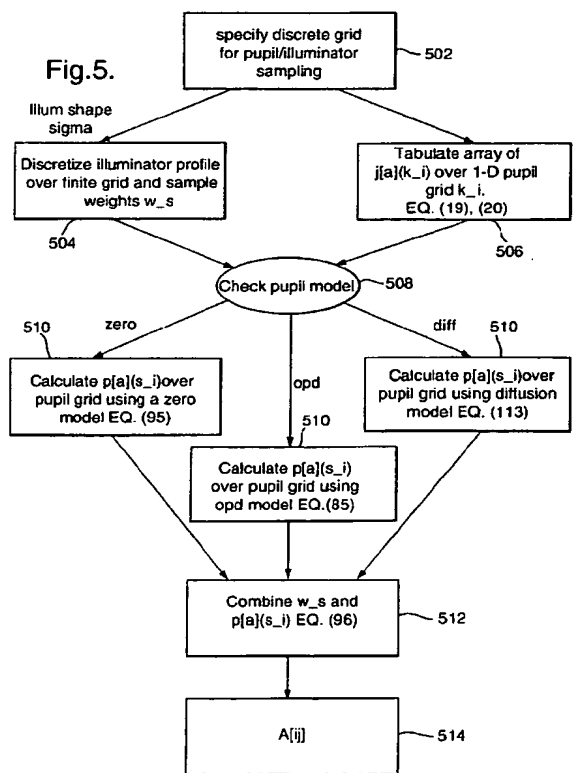 specify discrete grid
for pupil/illuminator
sampling
502
Fig.5.
Illum shape
sigma
Discretize illuminator profile
over finite grid and sample
weights w_s
504
Tabulate array of
j[a](k_i) over 1-D pupil
grid k_i.
EQ. (19), (20)
506
Check pupil model
508
zero
diff
opd
510
Calculate p[a](s_i)over
pupil grid using a zero
model EQ. (95)
510
Calculate p[a](s_i)over
pupil grid using diffusion
model EQ. (113)
510
Calculate p[a](s_i)
over pupil grid using
opd model EQ.(85)
Combine w_s and
p[a](s_i) EQ. (96)
512
A[ij]
514